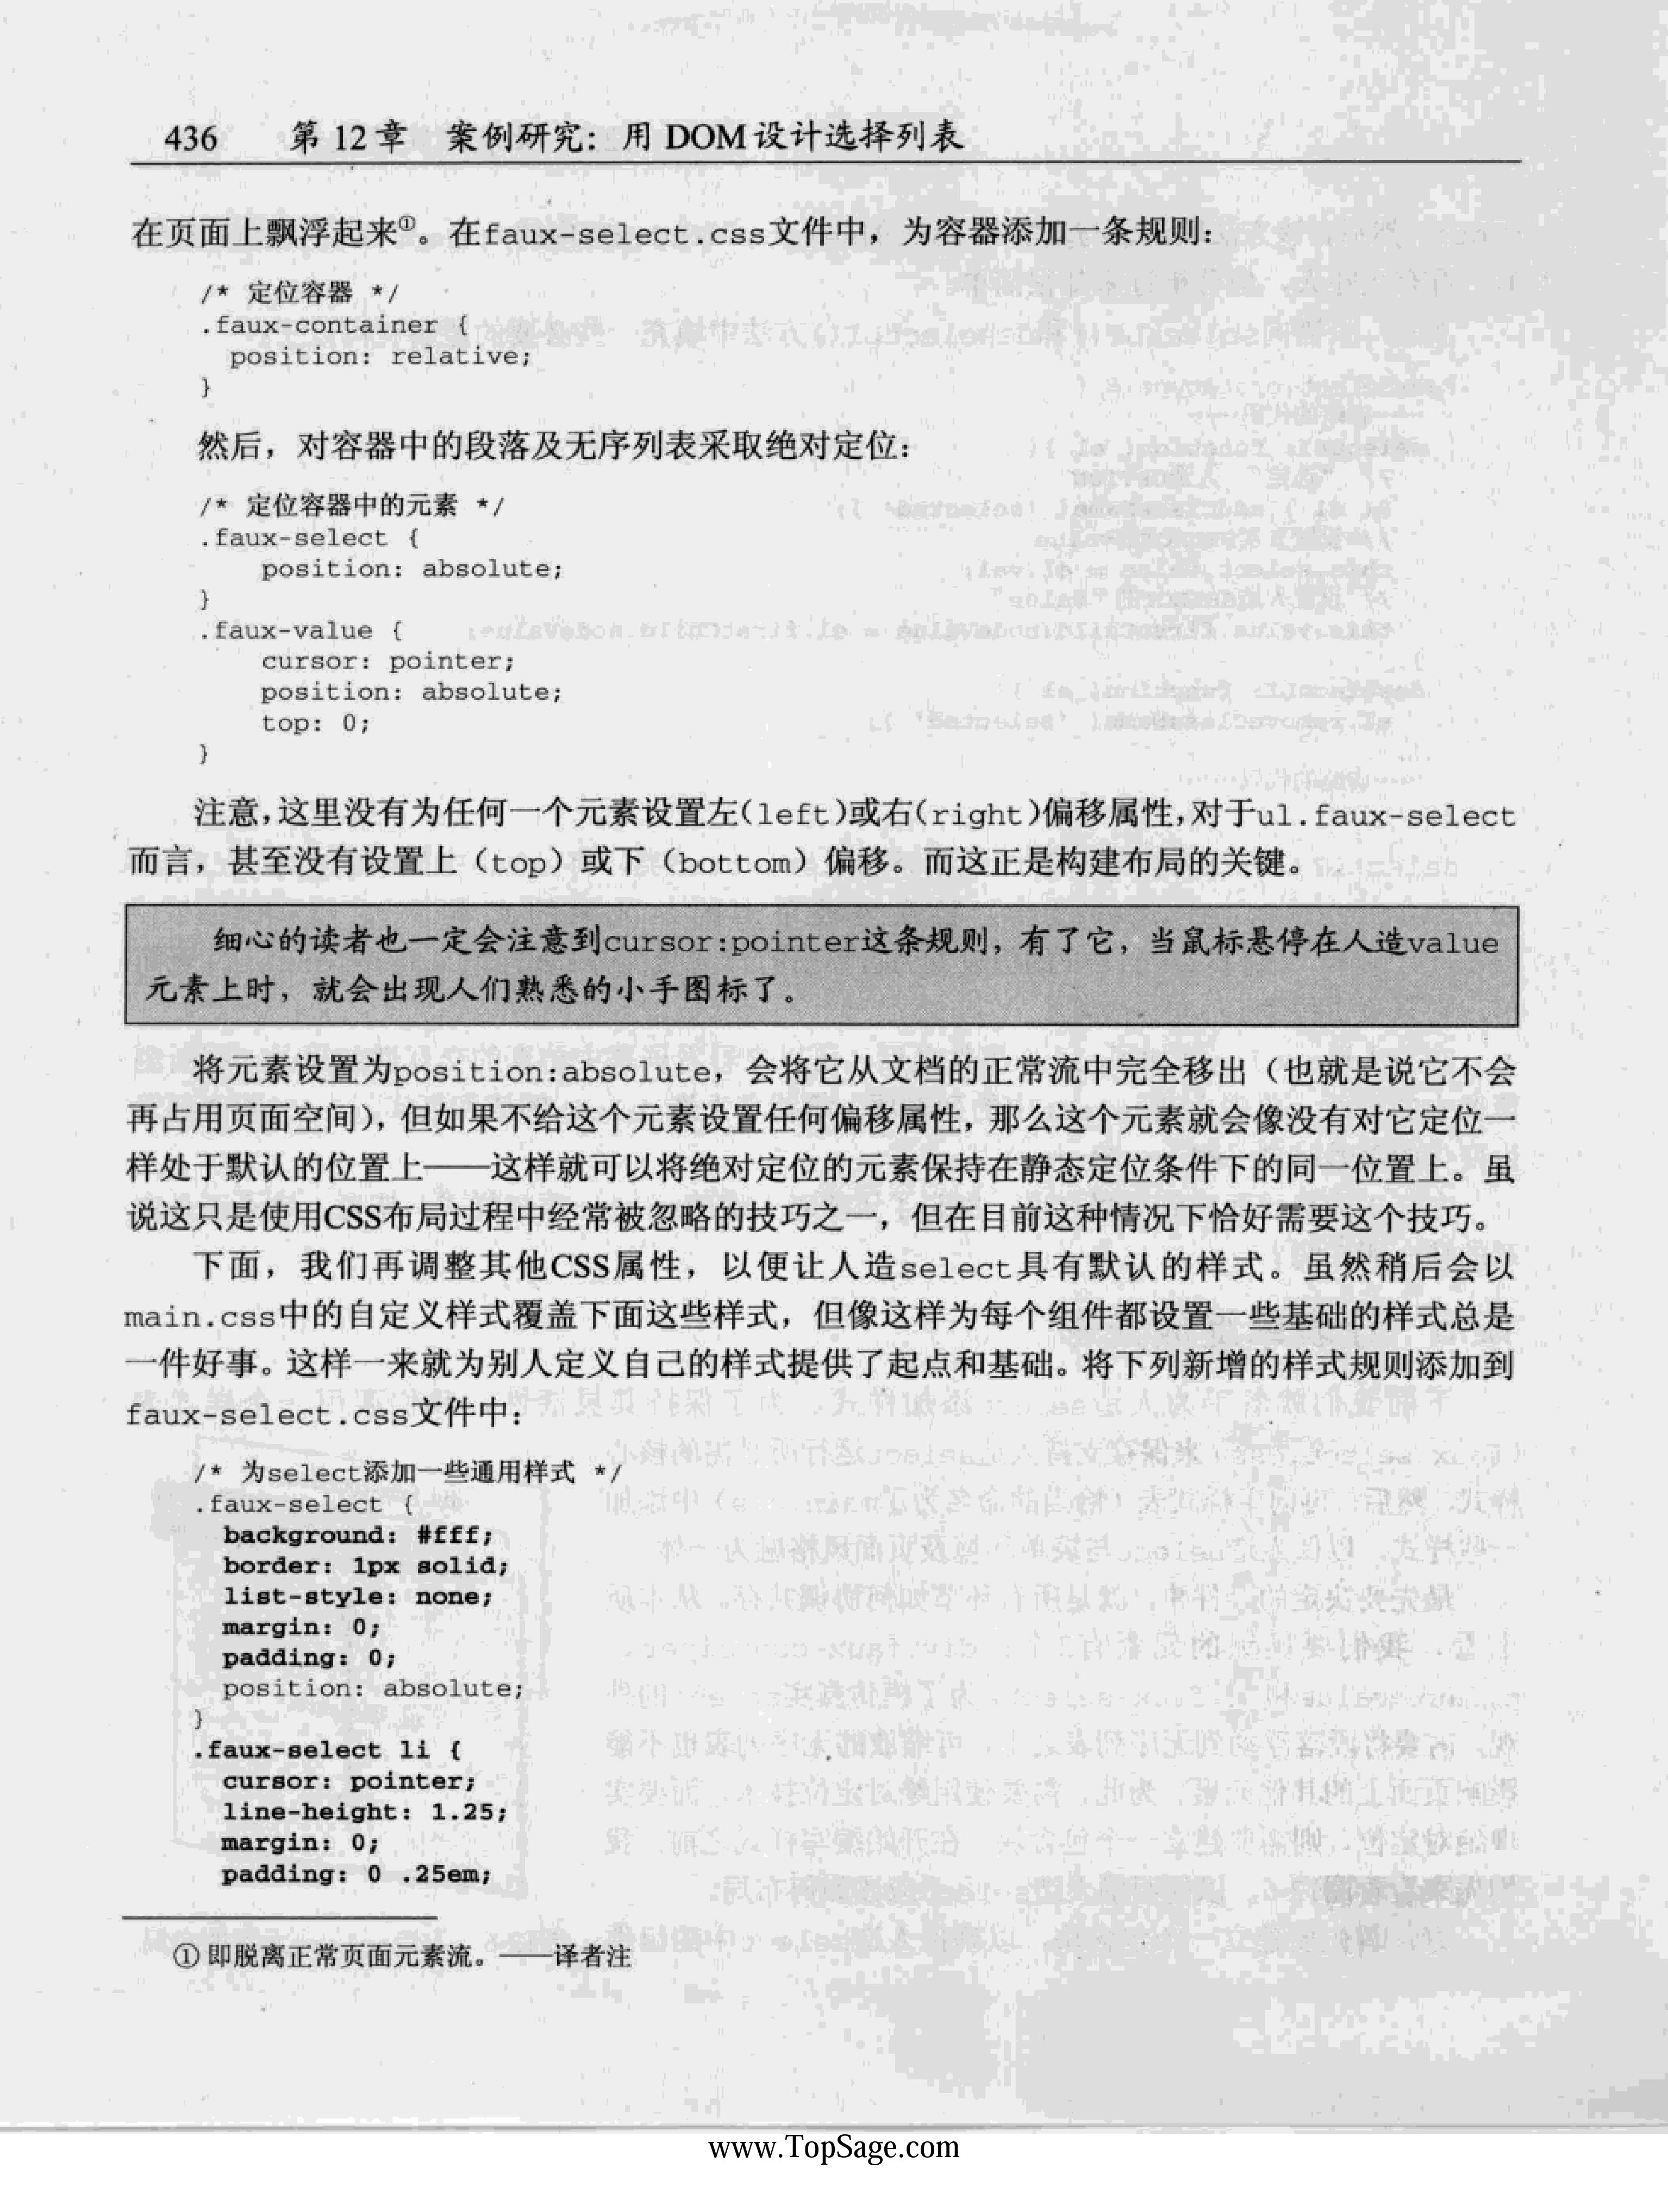 436 第 12 章 案例研究：用 DOM 设计选择列表
在页面上飘浮起来①。在faux-select.css文件中，为容器添加一条规则：
/* 定位容器 */
.faux-container {
  position: relative;
}
然后，对容器中的段落及无序列表采取绝对定位：
/* 定位容器中的元素 */
.faux-select {
    position: absolute;
}
.faux-value {
    cursor: pointer;
    position: absolute;
    top: 0;
}
注意，这里没有为任何一个元素设置左(left)或右(right)偏移属性，对于ul.faux-select
而言，甚至没有设置上（top）或下（bottom）偏移。而这正是构建布局的关键。
细心的读者也一定会注意到cursor:pointer这条规则，有了它，当鼠标悬停在人造value
元素上时，就会出现人们熟悉的小手图标了。
将元素设置为position:absolute，会将它从文档的正常流中完全移出（也就是说它不会
再占用页面空间），但如果不给这个元素设置任何偏移属性，那么这个元素就会像没有对它定位一
样处于默认的位置上——这样就可以将绝对定位的元素保持在静态定位条件下的同一位置上。虽
说这只是使用CSS布局过程中经常被忽略的技巧之一，但在目前这种情况下恰好需要这个技巧。
下面，我们再调整其他CSS属性，以便让人造select具有默认的样式。虽然稍后会以
main.css中的自定义样式覆盖下面这些样式，但像这样为每个组件都设置一些基础的样式总是
一件好事。这样一来就为别人定义自己的样式提供了起点和基础。将下列新增的样式规则添加到
faux-select.css文件中：
/* 为select添加一些通用样式 */
.faux-select {
  background: #fff;
  border: 1px solid;
  list-style: none;
  margin: 0;
  padding: 0;
  position: absolute;
}
.faux-select li {
  cursor: pointer;
  line-height: 1.25;
  margin: 0;
  padding: 0 .25em;
① 即脱离正常页面元素流。——译者注
www.TopSage.com